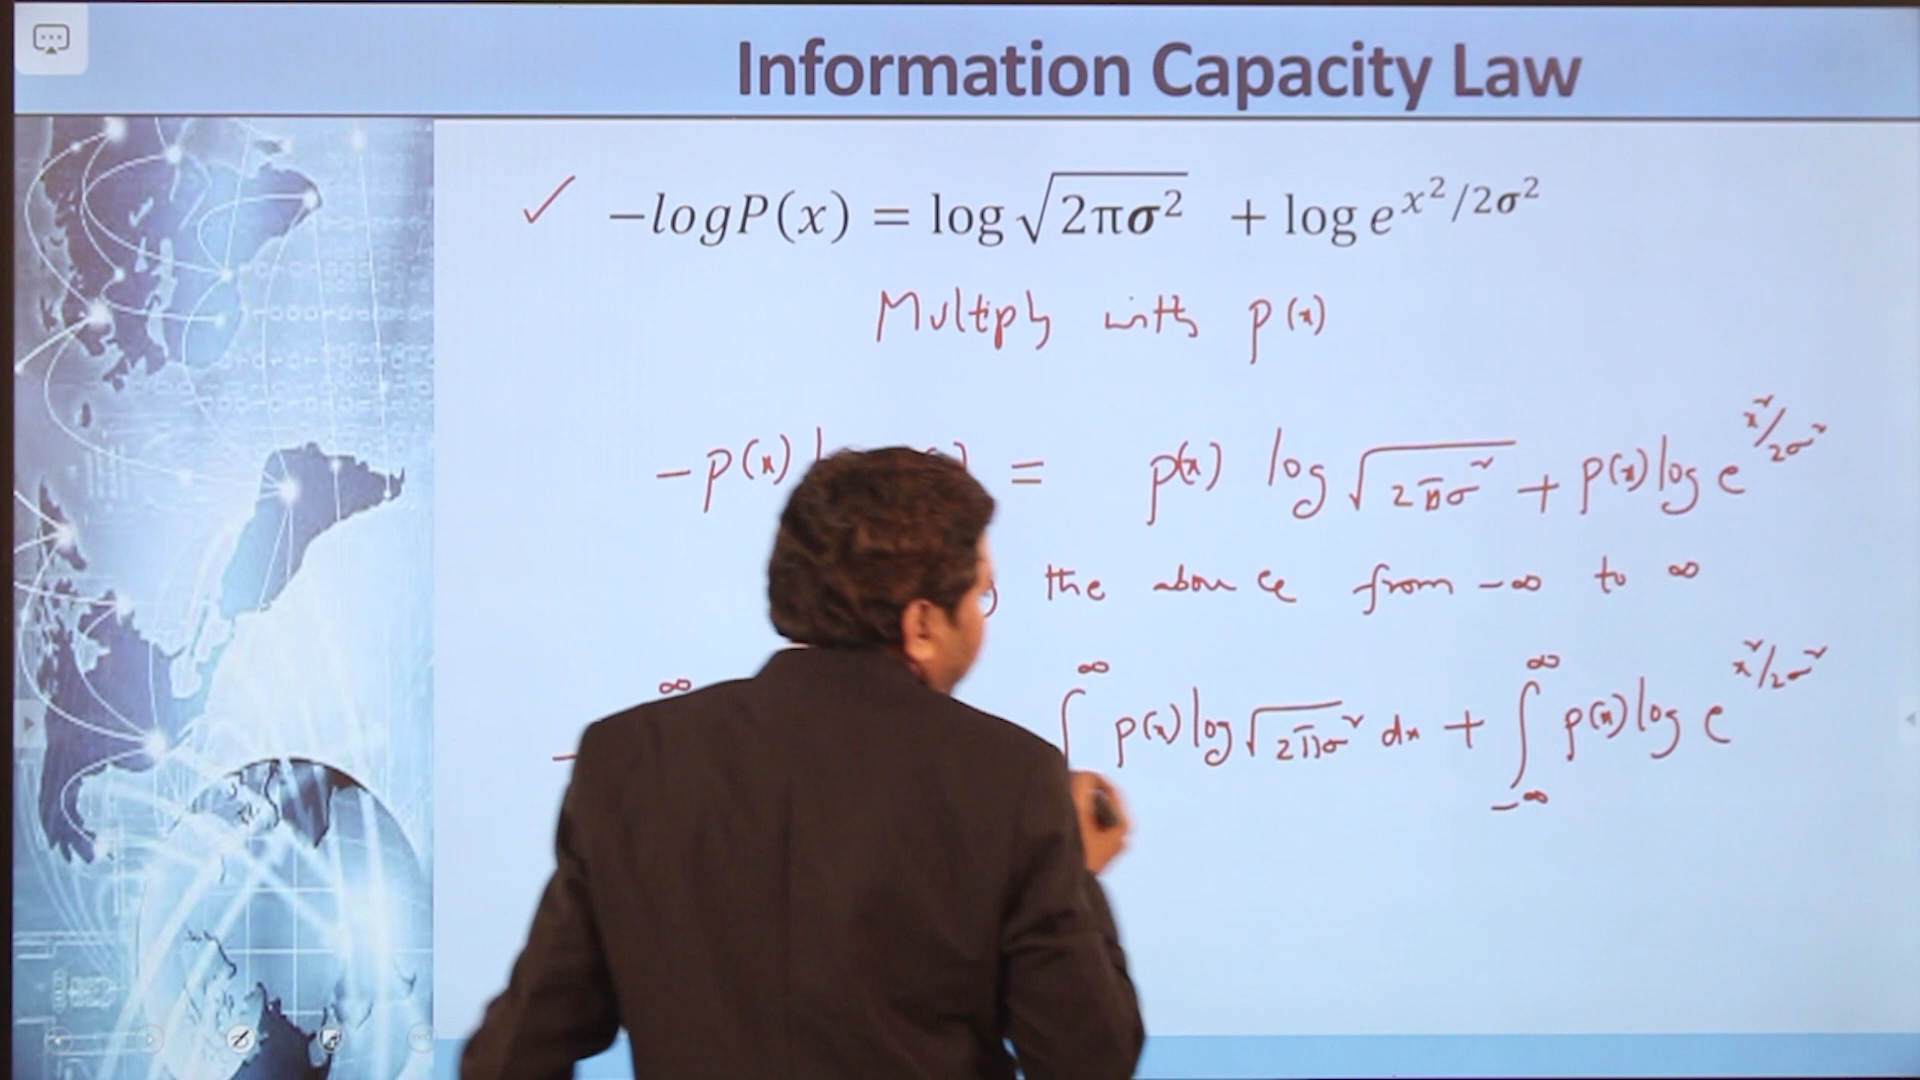 Information Capacity Law
✓ −logP(x) = log √2πσ² + log e^x²/2σ²
Multiply with p(x)
−p(x) = p(x) log √2πσ² + p(x) log e^x²/2σ²
the above from −∞ to ∞
− ∞ ∫^∞ p(x) log √2πσ² dx + ∫_−∞^∞ p(x) log e^x²/2σ²